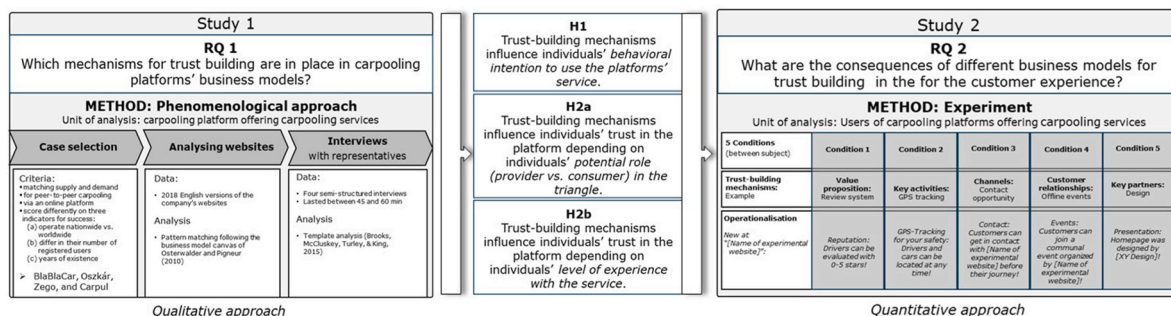 Study 1
RQ 1
Which mechanisms for trust building are in place in carpooling
platforms' business models?
METHOD: Phenomenological approach
Unit of analysis: carpooling platform offering carpooling services
Case selection
Analysing websites
Interviews
with representatives
Criteria:
•matching supply and demand
•for peer-to-peer carpooling
•via an online platform
•score differently on three
indicators for success:
(a) operate nationwide vs.
worldwide
(b) differ in their number of
registered users
(c) years of existence
➢ BlaBlaCar, Oszkár,
Zego, and Carpul
Data:
• 2018 English versions of the
company's websites
Analysis
• Pattern matching following the
business model canvas of
Osterwalder and Pigneur
(2010)
Data:
• Four semi-structured interviews
• Lasted between 45 and 60 min
Analysis
• Template analysis (Brooks,
McCluskey, Turley, & King,
2015)
Qualitative approach
H1
Trust-building mechanisms
influence individuals' behavioral
intention to use the platforms'
service.
H2a
Trust-building mechanisms
influence individuals' trust in the
platform depending on
individuals' potential role
(provider vs. consumer) in the
triangle.
H2b
Trust-building mechanisms
influence individuals' trust in the
platform depending on
individuals' level of experience
with the service.
Study 2
RQ 2
What are the consequences of different business models for
trust building in the for the customer experience?
METHOD: Experiment
Unit of analysis: Users of carpooling platforms offering carpooling services
5 Conditions
(between subject)
Condition 1
Condition 2
Condition 3
Condition 4
Condition 5
Trust-building
mechanisms:
Example
Value
proposition:
Review system
Key activities:
GPS tracking
Channels:
Contact
opportunity
Customer
relationships:
Offline events
Key partners:
Design
Operationalisation
New at
"[Name of experimental
website]":
Reputation:
Drivers can be
evaluated with
0-5 stars!
GPS-Tracking
for your safety:
Drivers and
cars can be
located at any
time!
Contact:
Customers can
get in contact
with [Name of
experimental
website] before
their journey!
Events:
Customers can
join a
communal
event organized
by [Name of
experimental
website]!
Presentation:
Homepage was
designed by
[XY Design]!
Quantitative approach